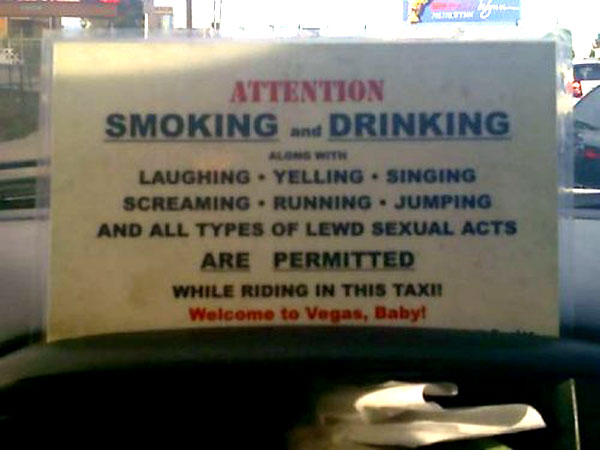 ATTENTION
SMOKING and DRINKING
ALONG WITH
LAUGHING • YELLING • SINGING
SCREAMING • RUNNING • JUMPING
AND ALL TYPES OF LEWD SEXUAL ACTS
ARE PERMITTED
WHILE RIDING IN THIS TAXI!
Welcome to Vegas, Baby!